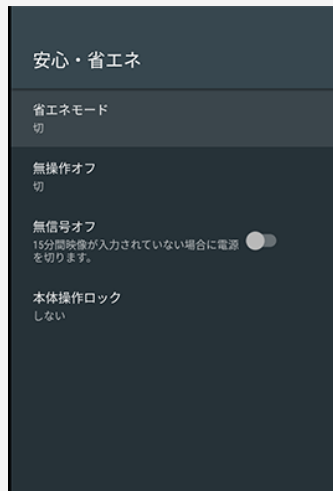 安心・省エネ
省エネモード
切
無操作オフ
切
無信号オフ
15分間映像が入力されていない場合に電源
を切ります。
本体操作ロック
しない